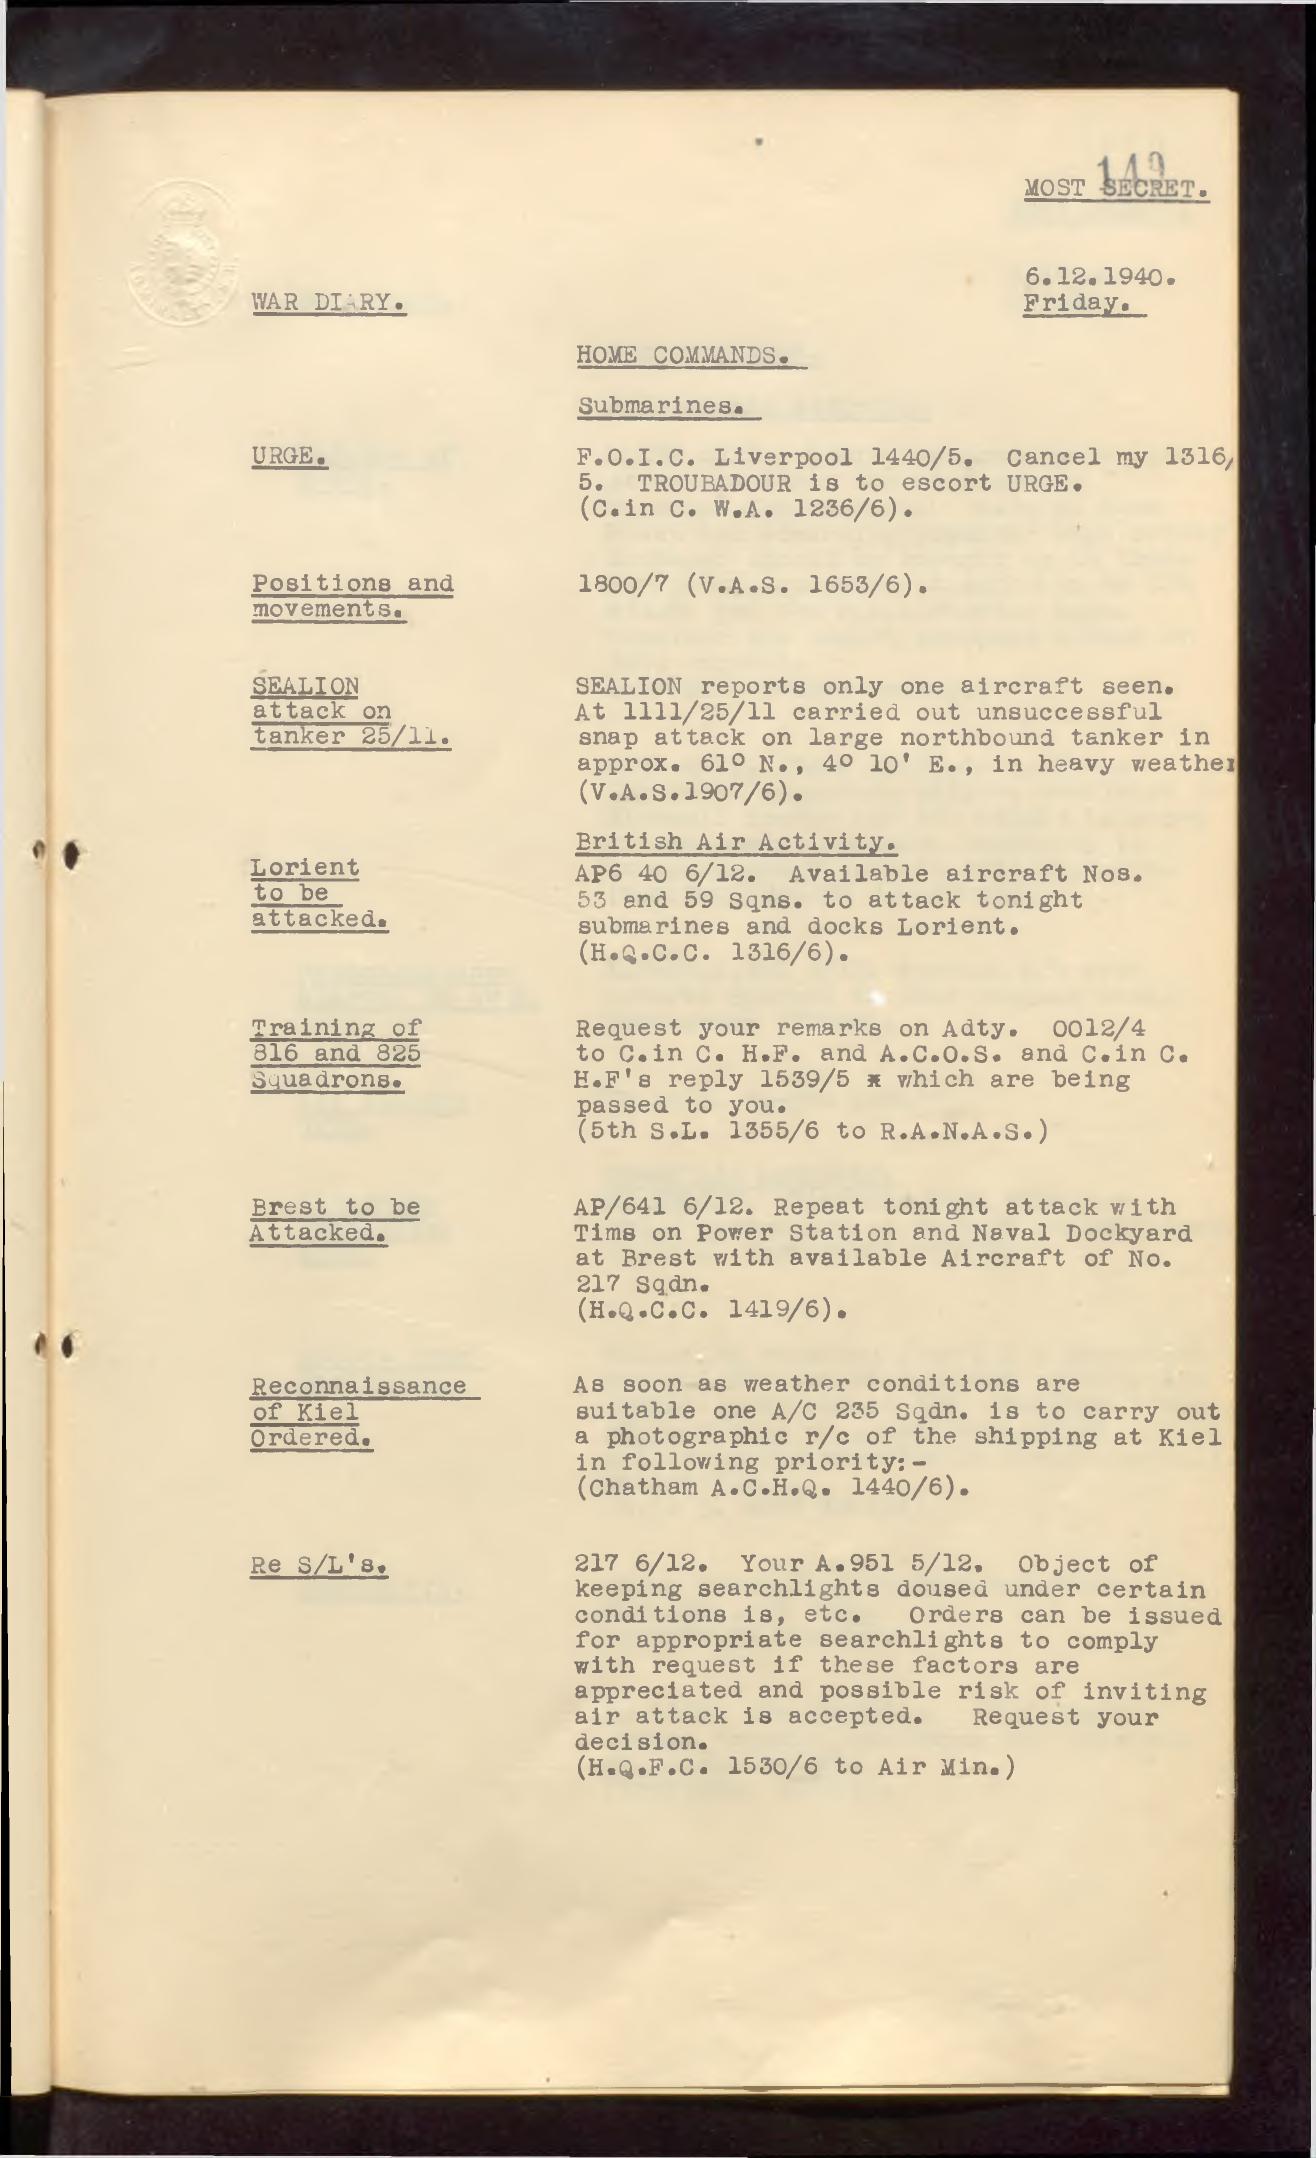 149
MOST SECRET.
6.12.1940.
Friday.
WAR DIARY.
HOME COMMANDS.
Submarines.
URGE.
F.O.I.C. Liverpool 1440/5. Cancel my 1316/
5. TROUBADOUR is to escort URGE.
(C.in C. W.A. 1236/6).
Positions and
movements.
1800/7 (V.A.S. 1653/6).
SEALION
attack on
tanker 25/11.
SEALION reports only one aircraft seen.
At 1111/25/11 carried out unsuccessful
snap attack on large northbound tanker in
approx. 61° N., 4° 10' E., in heavy weather
(V.A.S.1907/6).
British Air Activity.
Lorient
to be
attacked.
AP6 40 6/12. Available aircraft Nos.
53 and 59 Sqns. to attack tonight
submarines and docks Lorient.
(H.Q.C.C. 1316/6).
Training of
816 and 825
Squadrons.
Request your remarks on Adty. 0012/4
to C.in C. H.F. and A.C.O.S. and C.in C.
H.F's reply 1539/5 which are being
passed to you.
(5th S.L. 1355/6 to R.A.N.A.S.)
Brest to be
Attacked.
AP/641 6/12. Repeat tonight attack with
Tims on Power Station and Naval Dockyard
at Brest with available Aircraft of No.
217 Sqdn.
(H.Q.C.C. 1419/6).
Reconnaissance
of Kiel
Ordered.
As soon as weather conditions are
suitable one A/C 235 Sqdn. is to carry out
a photographic r/c of the shipping at Kiel
in following priority:-
(Chatham A.C.H.Q. 1440/6).
Re S/L's.
217 6/12. Your A.951 5/12. Object of
keeping searchlights doused under certain
conditions is, etc. Orders can be issued
for appropriate searchlights to comply
with request if these factors are
appreciated and possible risk of inviting
air attack is accepted. Request your
decision.
(H.Q.F.C. 1530/6 to Air Min.)